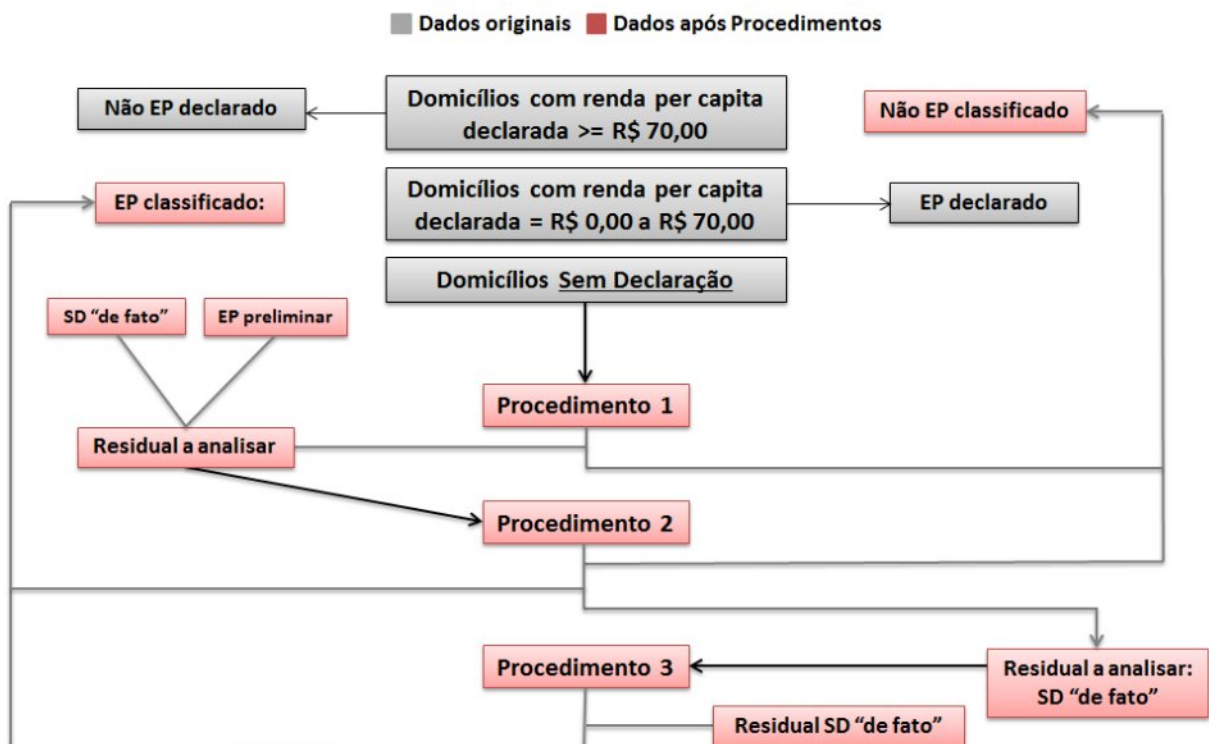 Dados originais Dados após Procedimentos
Não EP declarado
Domicílios com renda per capita
declarada >= R$ 70,00
Não EP classificado
EP classificado:
Domicílios com renda per capita
declarada = R$ 0,00 a R$ 70,00
EP declarado
Domicílios Sem Declaração
SD “de fato”
EP preliminar
Procedimento 1
Residual a analisar
Procedimento 2
Procedimento 3
Residual a analisar:
SD “de fato”
Residual SD “de fato”